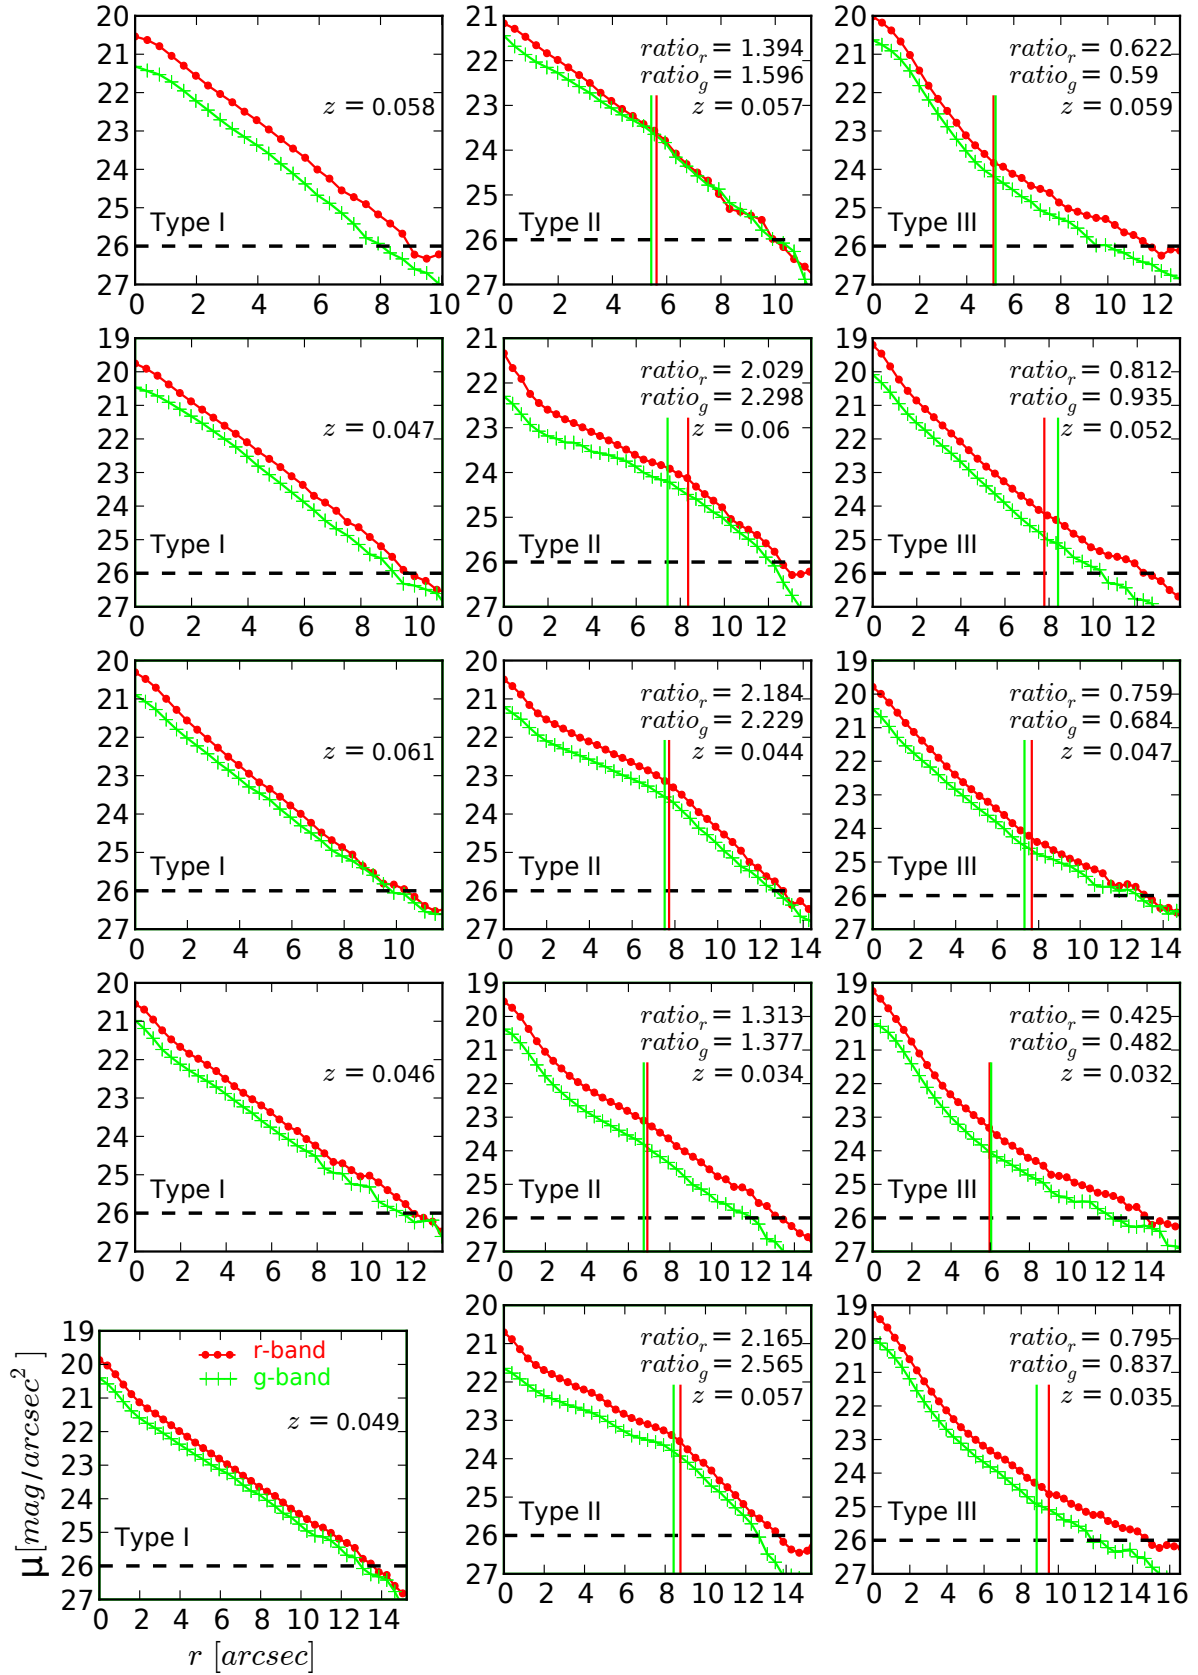 20
21
22
23
24
25
26
27
z = 0.058
Type I
0 2 4 6 8 10
21
22
23
24
25
26
27
ratio_r = 1.394
ratio_g = 1.596
z = 0.057
Type II
0 2 4 6 8 10
20
21
22
23
24
25
26
27
ratio_r = 0.622
ratio_g = 0.59
z = 0.059
Type III
0 2 4 6 8 10 12
19
20
21
22
23
24
25
26
27
z = 0.047
Type I
0 2 4 6 8 10
21
22
23
24
25
26
27
ratio_r = 2.029
ratio_g = 2.298
z = 0.06
Type II
0 2 4 6 8 10 12
19
20
21
22
23
24
25
26
27
ratio_r = 0.812
ratio_g = 0.935
z = 0.052
Type III
0 2 4 6 8 10 12
20
21
22
23
24
25
26
27
z = 0.061
Type I
0 2 4 6 8 10
20
21
22
23
24
25
26
27
ratio_r = 2.184
ratio_g = 2.229
z = 0.044
Type II
0 2 4 6 8 10 12 14
19
20
21
22
23
24
25
26
27
ratio_r = 0.759
ratio_g = 0.684
z = 0.047
Type III
0 2 4 6 8 10 12 14
20
21
22
23
24
25
26
27
z = 0.046
Type I
0 2 4 6 8 10 12
19
20
21
22
23
24
25
26
27
ratio_r = 1.313
ratio_g = 1.377
z = 0.034
Type II
0 2 4 6 8 10 12 14
19
20
21
22
23
24
25
26
27
ratio_r = 0.425
ratio_g = 0.482
z = 0.032
Type III
0 2 4 6 8 10 12 14
μ [mag/arcsec²]
19
20
21
22
23
24
25
26
27
r-band
g-band
z = 0.049
Type I
0 2 4 6 8 10 12 14
r [arcsec]
20
21
22
23
24
25
26
27
ratio_r = 2.165
ratio_g = 2.565
z = 0.057
Type II
0 2 4 6 8 10 12 14
19
20
21
22
23
24
25
26
27
ratio_r = 0.795
ratio_g = 0.837
z = 0.035
Type III
0 2 4 6 8 10 12 14 16